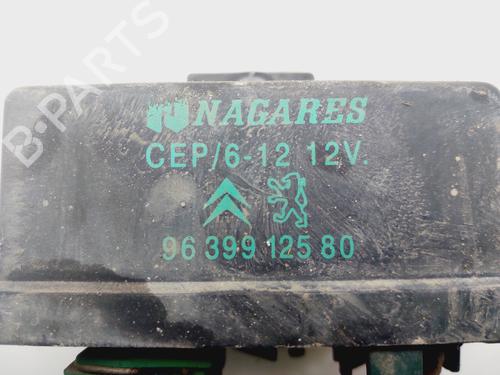 NAGARES
CEP/6-12 12V.
96 399 125 80
B-PARTS